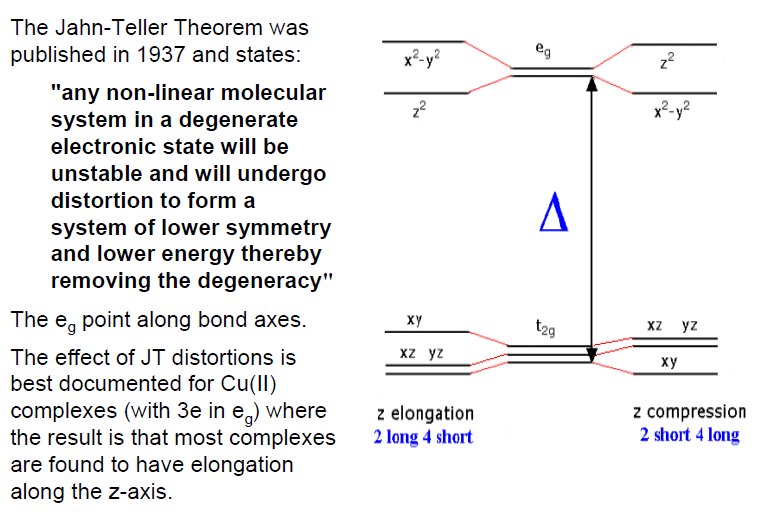 The Jahn-Teller Theorem was
published in 1937 and states:
"any non-linear molecular
system in a degenerate
electronic state will be
unstable and will undergo
distortion to form a
system of lower symmetry
and lower energy thereby
removing the degeneracy"
The eg point along bond axes.
The effect of JT distortions is
best documented for Cu(II)
complexes (with 3e in eg) where
the result is that most complexes
are found to have elongation
along the z-axis.
x²-y²
z²
xy
xz yz
z elongation
2 long 4 short
eg
Δ
t2g
z²
x²-y²
xz yz
xy
z compression
2 short 4 long